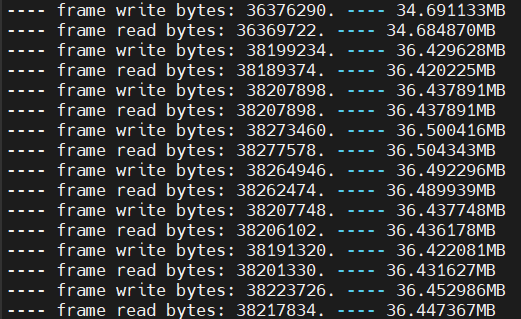 ---- frame write bytes: 36376290. ---- 34.691133MB
---- frame read bytes: 36369722. ---- 34.684870MB
---- frame write bytes: 38199234. ---- 36.429628MB
---- frame read bytes: 38189374. ---- 36.420225MB
---- frame write bytes: 38207898. ---- 36.437891MB
---- frame read bytes: 38207898. ---- 36.437891MB
---- frame write bytes: 38273460. ---- 36.500416MB
---- frame read bytes: 38277578. ---- 36.504343MB
---- frame write bytes: 38264946. ---- 36.492296MB
---- frame read bytes: 38262474. ---- 36.489939MB
---- frame write bytes: 38207748. ---- 36.437748MB
---- frame read bytes: 38206102. ---- 36.436178MB
---- frame write bytes: 38191320. ---- 36.422081MB
---- frame read bytes: 38201330. ---- 36.431627MB
---- frame write bytes: 38223726. ---- 36.452986MB
---- frame read bytes: 38217834. ---- 36.447367MB